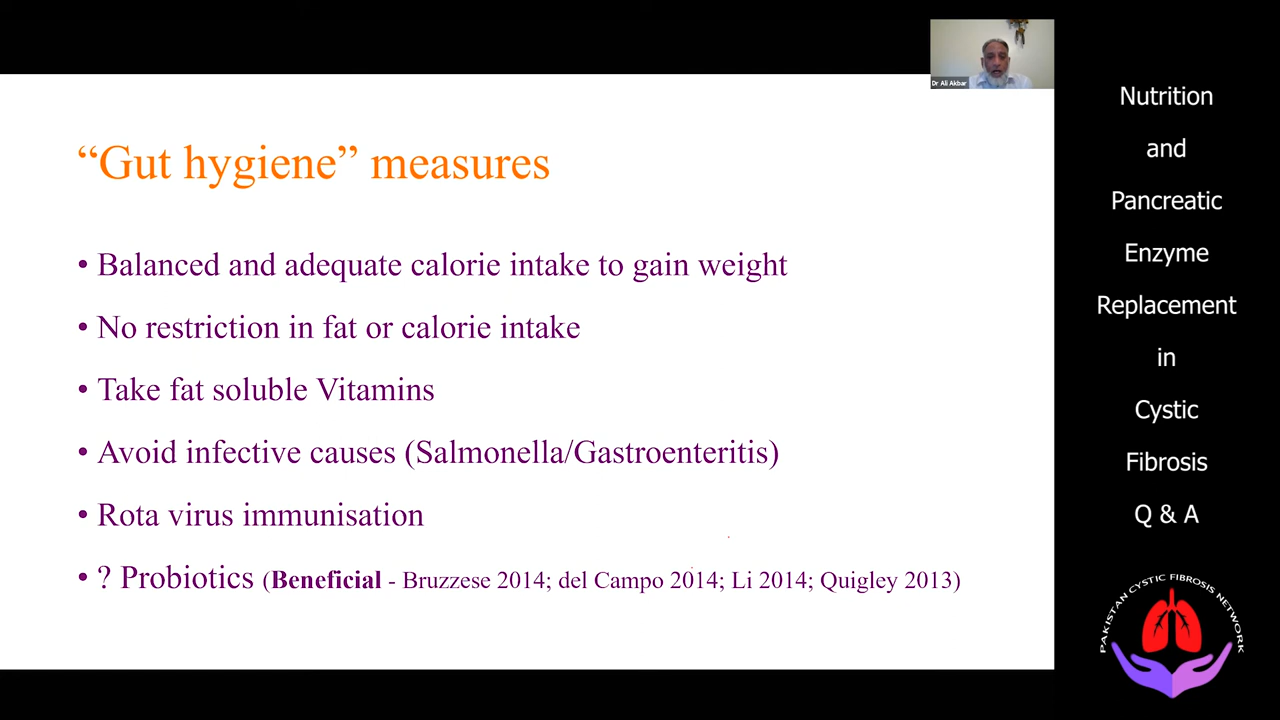 Dr Ali Akbar
“Gut hygiene” measures
• Balanced and adequate calorie intake to gain weight
• No restriction in fat or calorie intake
• Take fat soluble Vitamins
• Avoid infective causes (Salmonella/Gastroenteritis)
• Rota virus immunisation
• ? Probiotics (Beneficial - Bruzzese 2014; del Campo 2014; Li 2014; Quigley 2013)
Nutrition
and
Pancreatic
Enzyme
Replacement
in
Cystic
Fibrosis
Q & A
PAKISTAN CYSTIC FIBROSIS NETWORK